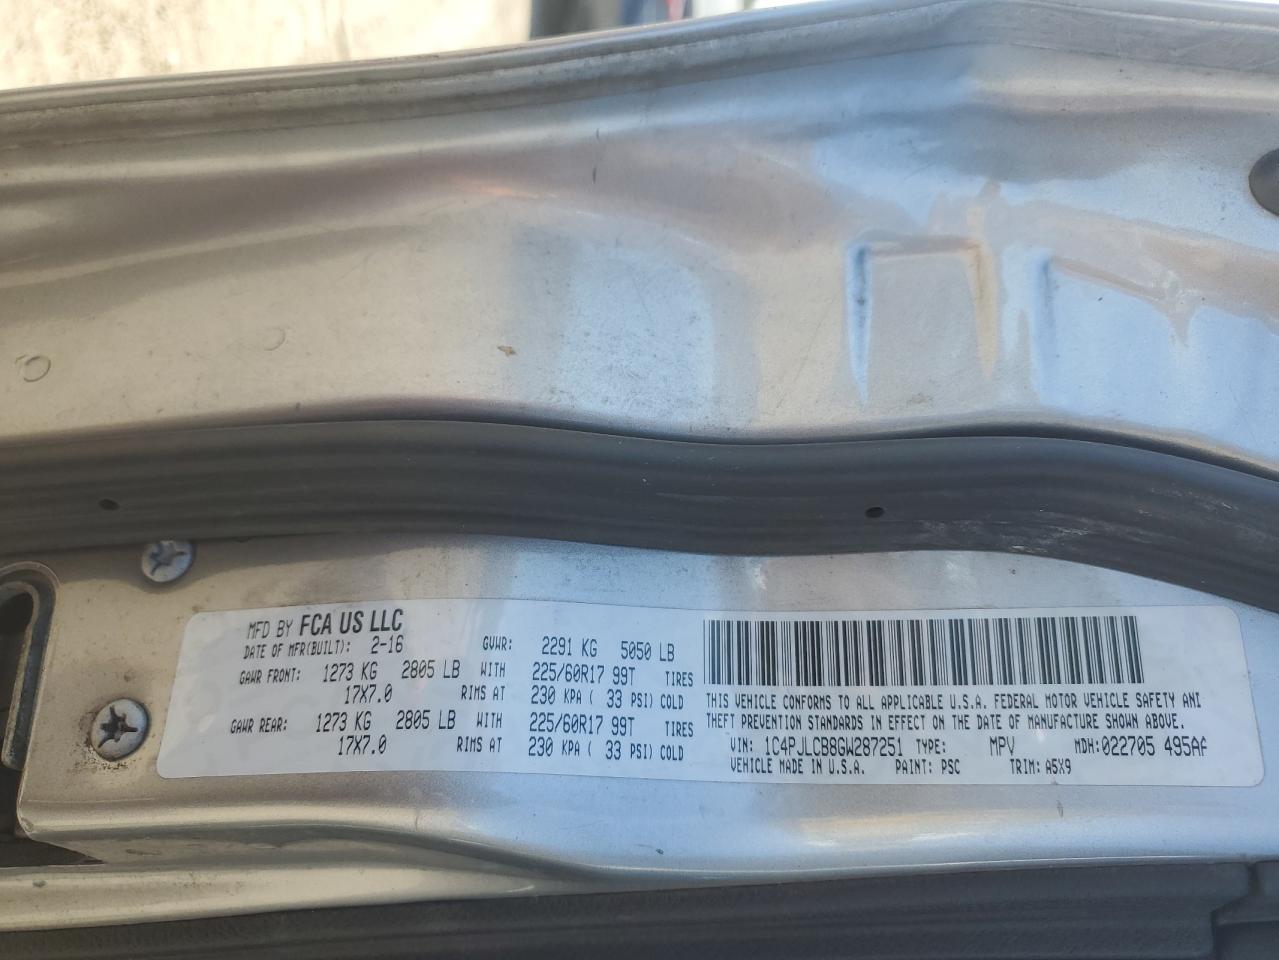 MFD BY FCA US LLC
DATE OF MFR(BUILT): 2-16 GVWR: 2291 KG 5050 LB
GAWR FRONT: 1273 KG 2805 LB WITH 225/60R17 99T TIRES
17X7.0 RIMS AT 230 KPA ( 33 PSI) COLD
GAWR REAR: 1273 KG 2805 LB WITH 225/60R17 99T TIRES
17X7.0 RIMS AT 230 KPA ( 33 PSI) COLD
THIS VEHICLE CONFORMS TO ALL APPLICABLE U.S.A. FEDERAL MOTOR VEHICLE SAFETY AND
THEFT PREVENTION STANDARDS IN EFFECT ON THE DATE OF MANUFACTURE SHOWN ABOVE.
VIN: 1C4PJLCB8GW287251 TYPE: MPV MDH:022705 495AA
VEHICLE MADE IN U.S.A. PAINT: PSC TRIM: A5X9